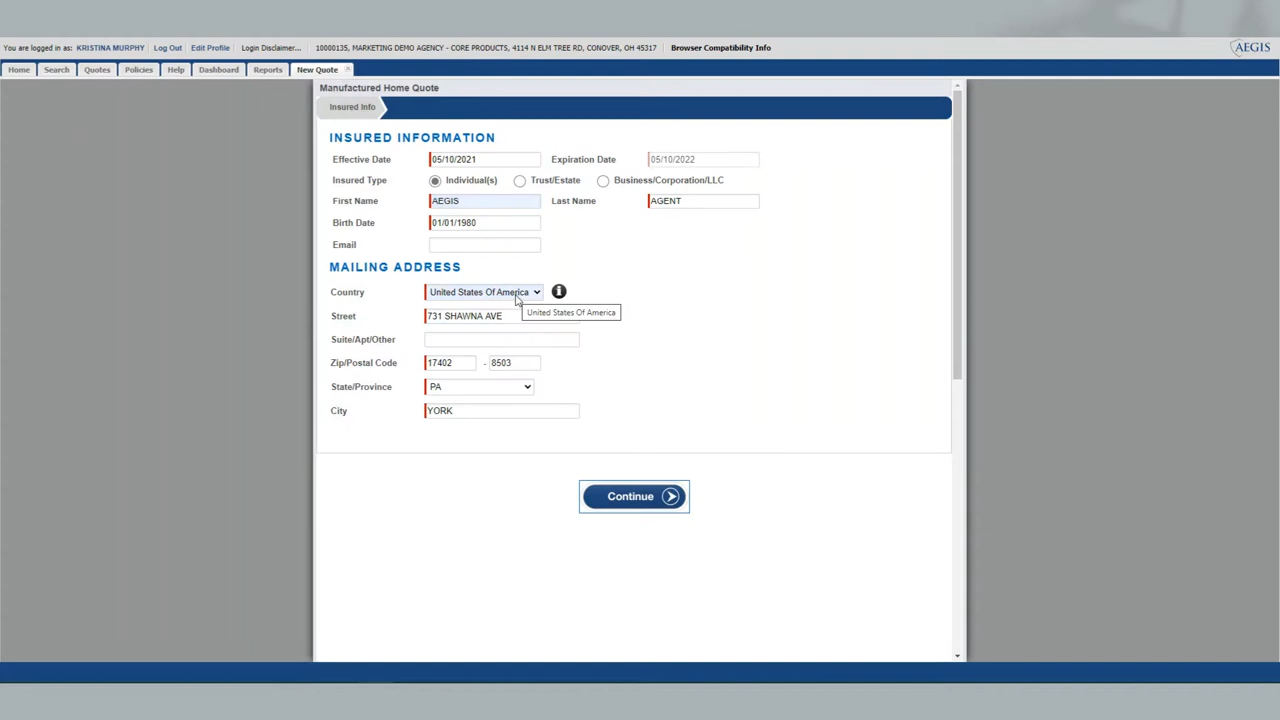 You are logged in as: KRISTINA MURPHY Log Out Edit Profile Login Disclaimer... 10000135, MARKETING DEMO AGENCY - CORE PRODUCTS, 4114 N ELM TREE RD, CONOVER, OH 45317 Browser Compatibility Info AEGIS
Home Search Quotes Policies Help Dashboard Reports New Quote x
Manufactured Home Quote
Insured Info
INSURED INFORMATION
Effective Date 05/10/2021 Expiration Date 05/10/2022
Insured Type Individual(s) Trust/Estate Business/Corporation/LLC
First Name AEGIS Last Name AGENT
Birth Date 01/01/1980
Email
MAILING ADDRESS
Country United States Of America i
United States Of America
Street 731 SHAWNA AVE
Suite/Apt/Other
Zip/Postal Code 17402 - 8503
State/Province PA
City YORK
Continue